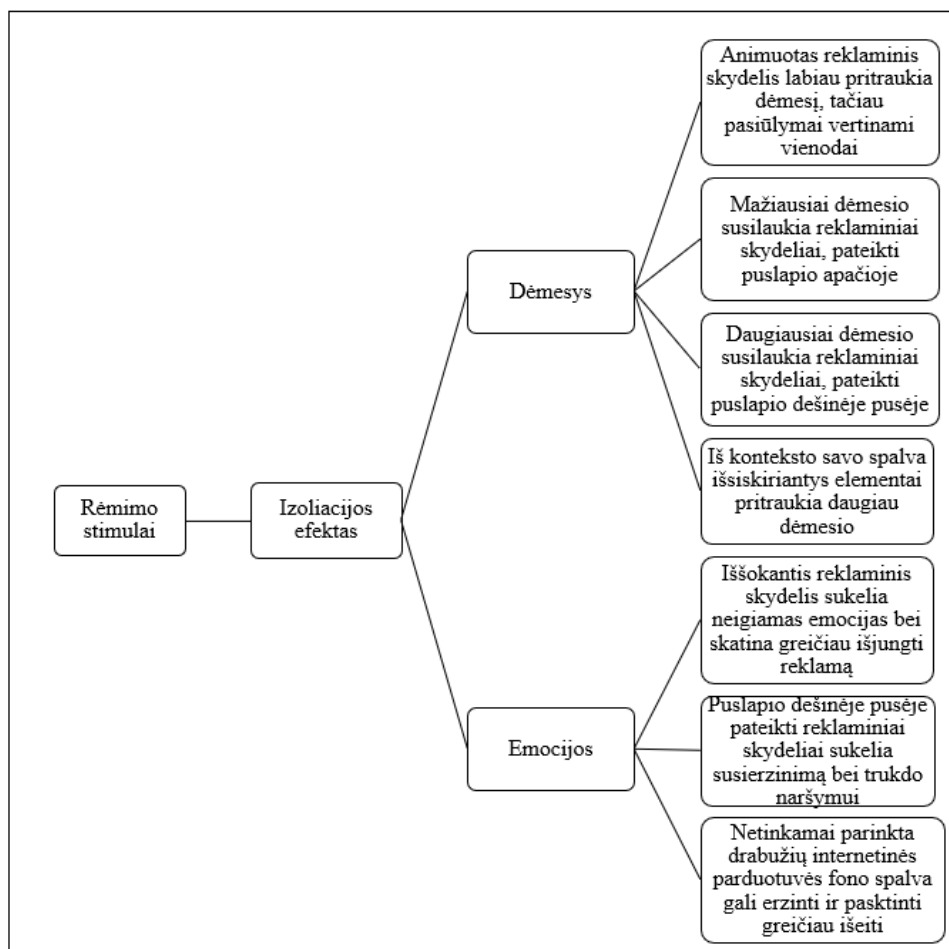 Rėmimo
stimulai
Izoliacijos
efektas
Dėmesys
Animuotas reklaminis
skydelis labiau pritraukia
dėmesį, tačiau
pasiūlymai vertinami
vienodai
Mažiausiai dėmesio
susilaukia reklaminiai
skydeliai, pateikti
puslapio apačioje
Daugiausiai dėmesio
susilaukia reklaminiai
skydeliai, pateikti
puslapio dešinėje pusėje
Iš konteksto savo spalva
išsiskiriantys elementai
pritraukia daugiau
dėmesio
Emocijos
Iššokantis reklaminis
skydelis sukelia
neigiamas emocijas bei
skatina greičiau išjungti
reklamą
Puslapio dešinėje pusėje
pateikti reklaminiai
skydeliai sukelia
susierzinimą bei trukdo
naršymui
Netinkamai parinkta
drabužių internetinės
parduotuvės fono spalva
gali erzinti ir pasktinti
greičiau išeiti